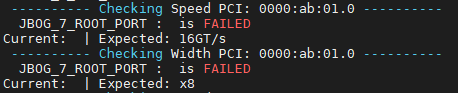 ---------- Checking Speed PCI: 0000:ab:01.0 ----------
JBOG_7_ROOT_PORT :  is FAILED
Current:  | Expected: 16GT/s
---------- Checking Width PCI: 0000:ab:01.0 ----------
JBOG_7_ROOT_PORT :  is FAILED
Current:  | Expected: x8